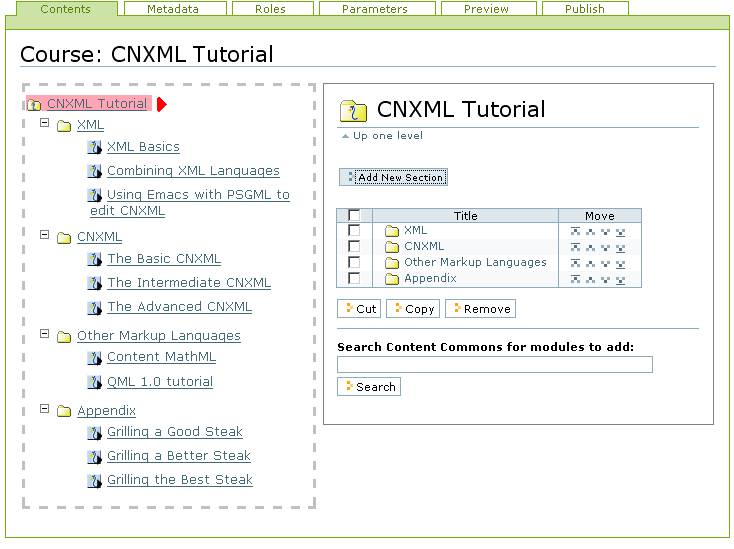 Contents Metadata Roles Parameters Preview Publish
Course: CNXML Tutorial
CNXML Tutorial
XML
XML Basics
Combining XML Languages
Using Emacs with PSGML to
edit CNXML
CNXML
The Basic CNXML
The Intermediate CNXML
The Advanced CNXML
Other Markup Languages
Content MathML
QML 1.0 tutorial
Appendix
Grilling a Good Steak
Grilling a Better Steak
Grilling the Best Steak
CNXML Tutorial
Up one level
Add New Section
Title Move
XML
CNXML
Other Markup Languages
Appendix
Cut Copy Remove
Search Content Commons for modules to add:
Search